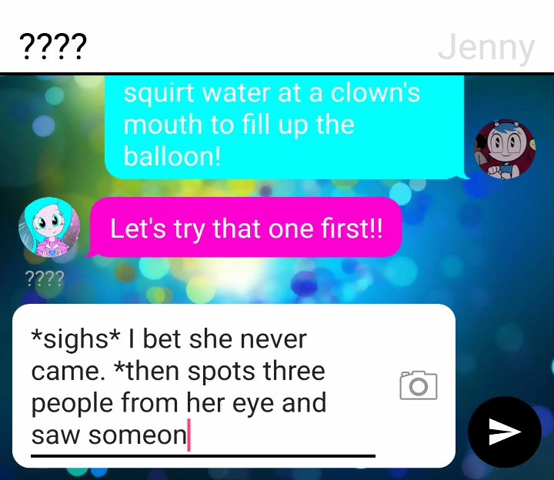 ???? Jenny
squirt water at a clown's
mouth to fill up the
balloon!
Let's try that one first!!
????
*sighs* I bet she never
came. *then spots three
people from her eye and
saw someon